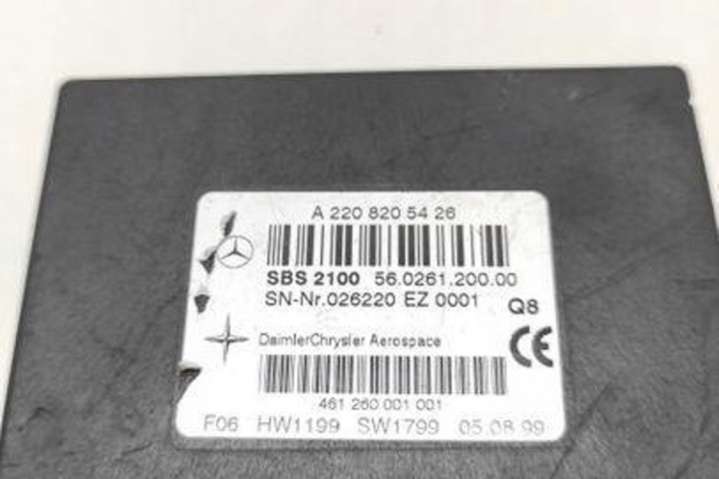 A 220 820 54 26
SBS 2100 56.0261.200.00
SN-Nr.026220 EZ 0001 Q8
DaimlerChrysler Aerospace CE
461 260 001 001
F06 HW1199 SW1799 05.08.99